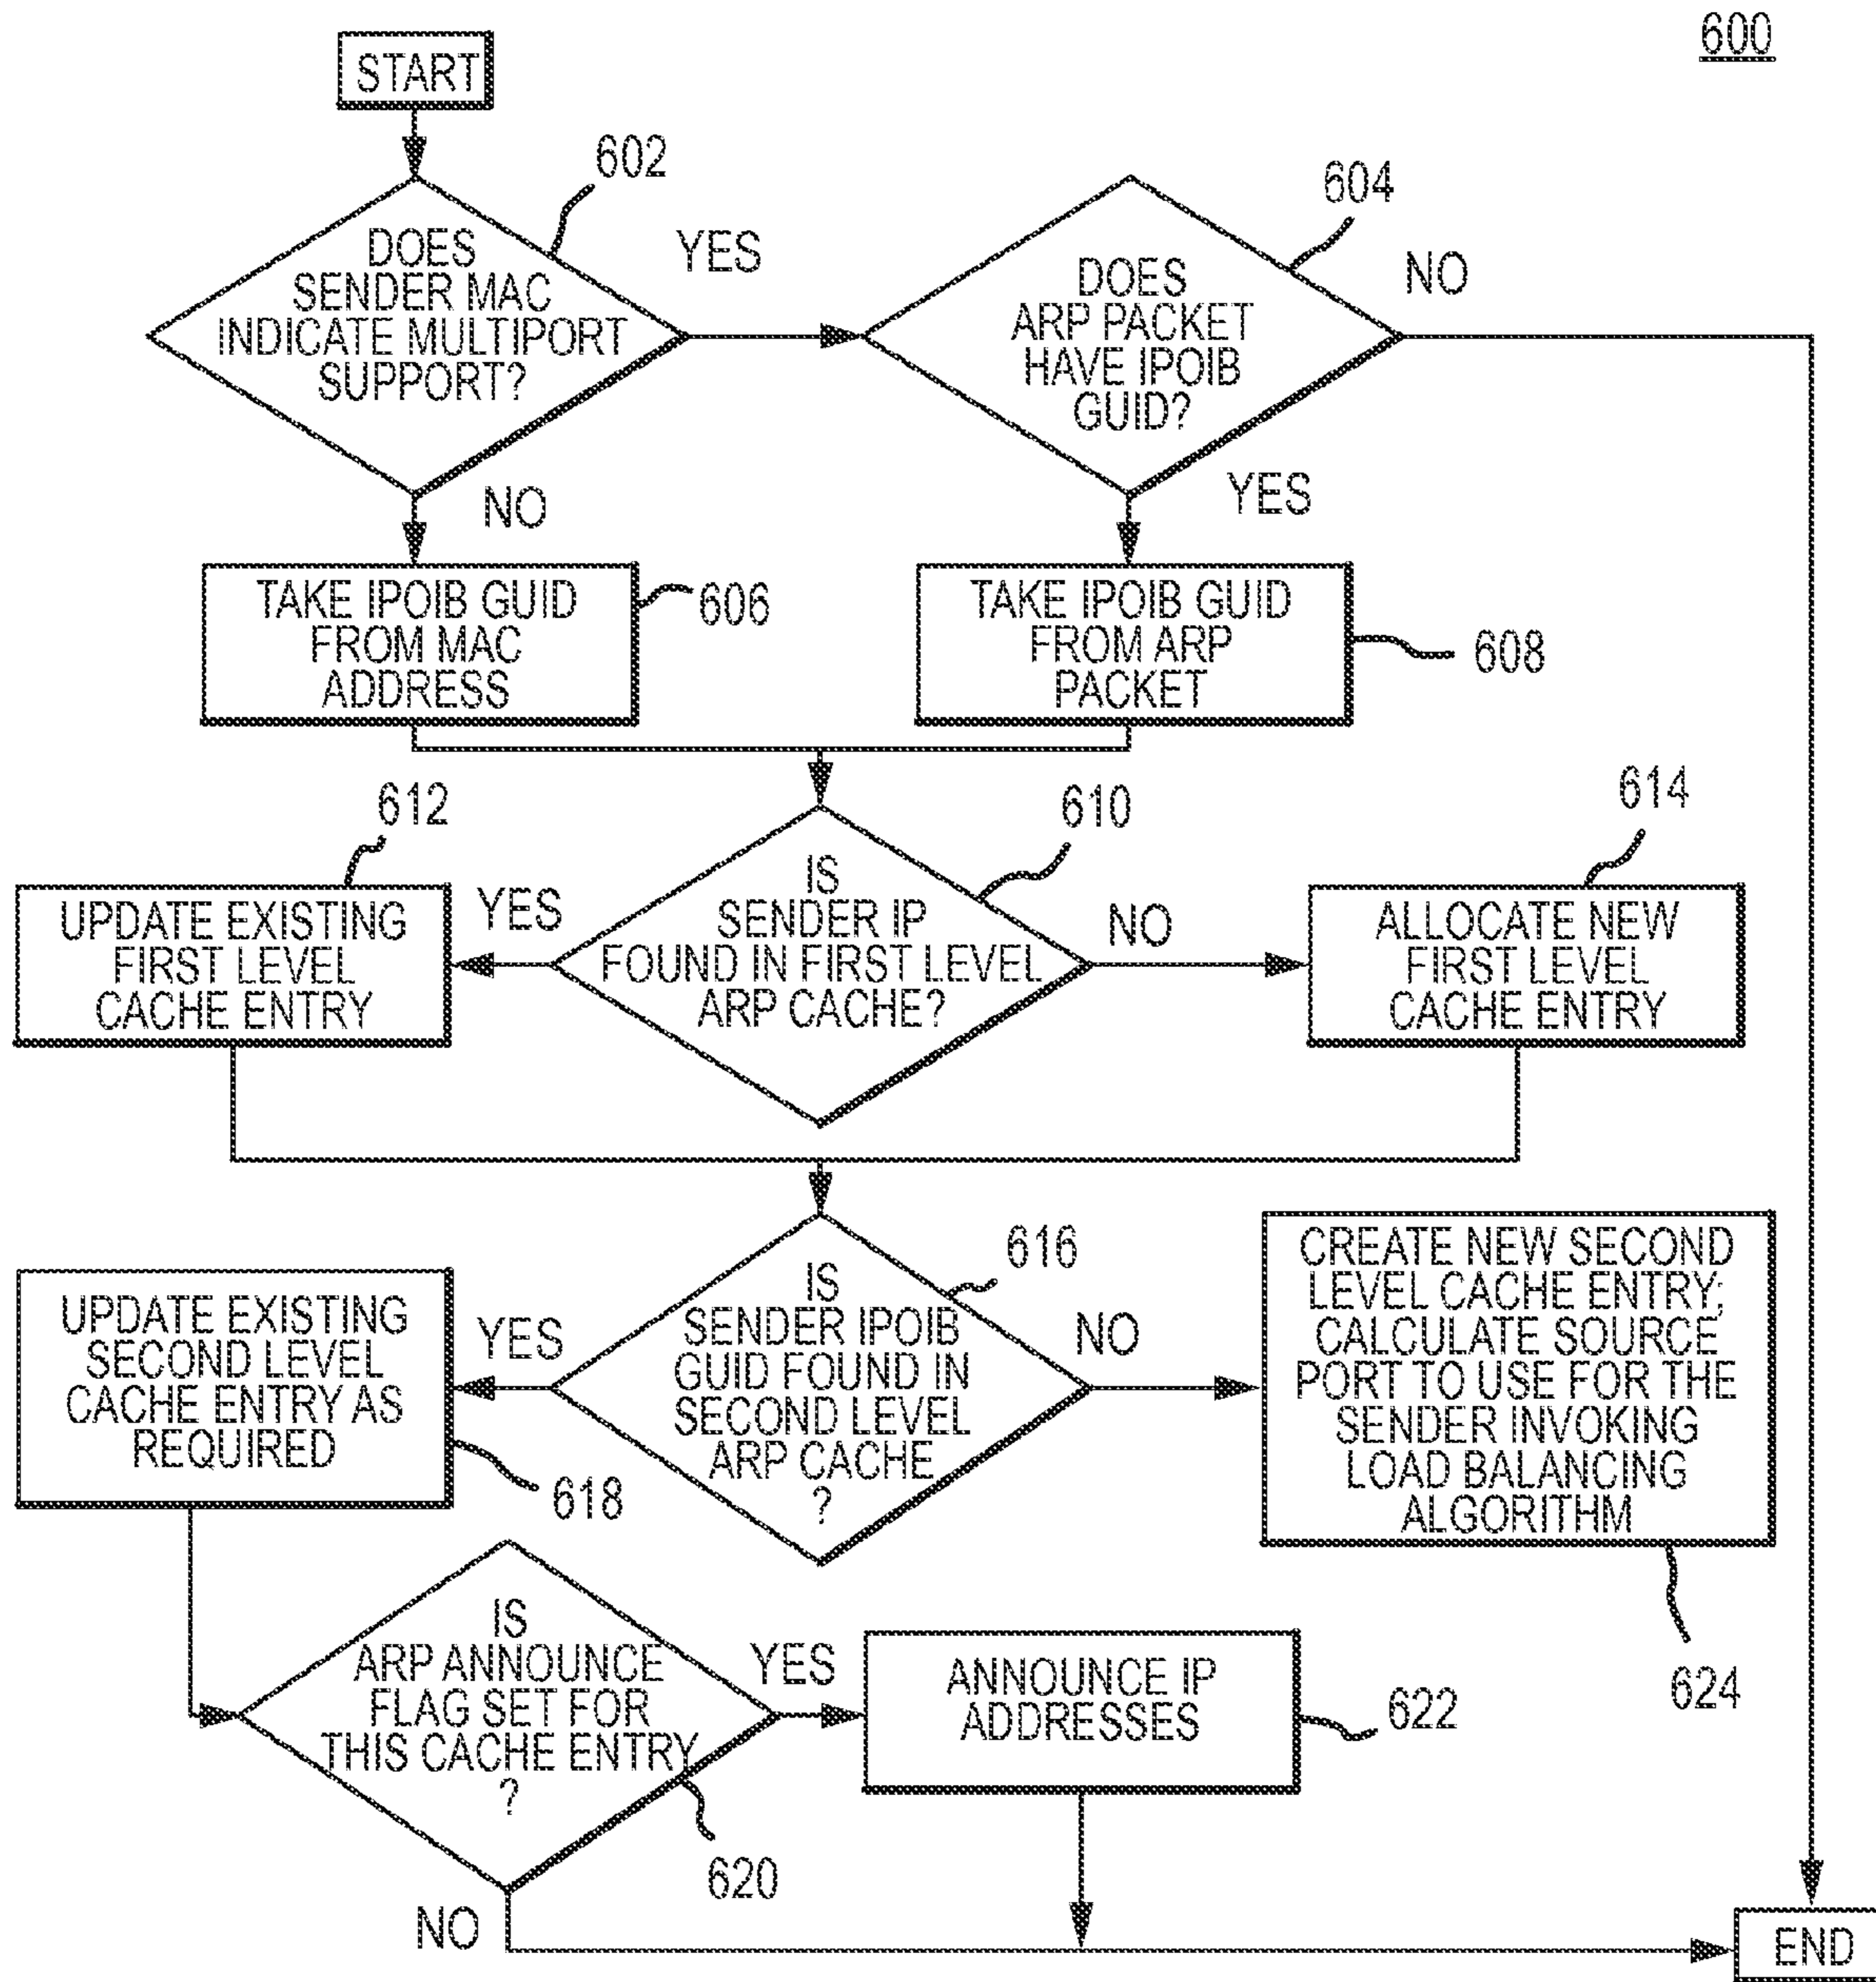 600
START
602
DOES
SENDER MAC
INDICATE MULTIPORT
SUPPORT?
YES
604
DOES
ARP PACKET
HAVE IPOIB
GUID?
NO
NO
YES
TAKE IPOIB GUID
FROM MAC
ADDRESS
606
TAKE IPOIB GUID
FROM ARP
PACKET
608
612
610
614
UPDATE EXISTING
FIRST LEVEL
CACHE ENTRY
YES
IS
SENDER IP
FOUND IN FIRST LEVEL
ARP CACHE?
NO
ALLOCATE NEW
FIRST LEVEL
CACHE ENTRY
616
UPDATE EXISTING
SECOND LEVEL
CACHE ENTRY AS
REQUIRED
618
YES
IS
SENDER IPOIB
GUID FOUND IN
SECOND LEVEL
ARP CACHE
?
NO
CREATE NEW SECOND
LEVEL CACHE ENTRY;
CALCULATE SOURCE
PORT TO USE FOR THE
SENDER INVOKING
LOAD BALANCING
ALGORITHM
624
IS
ARP ANNOUNCE
FLAG SET FOR
THIS CACHE ENTRY
?
620
YES
ANNOUNCE IP
ADDRESSES
622
NO
END